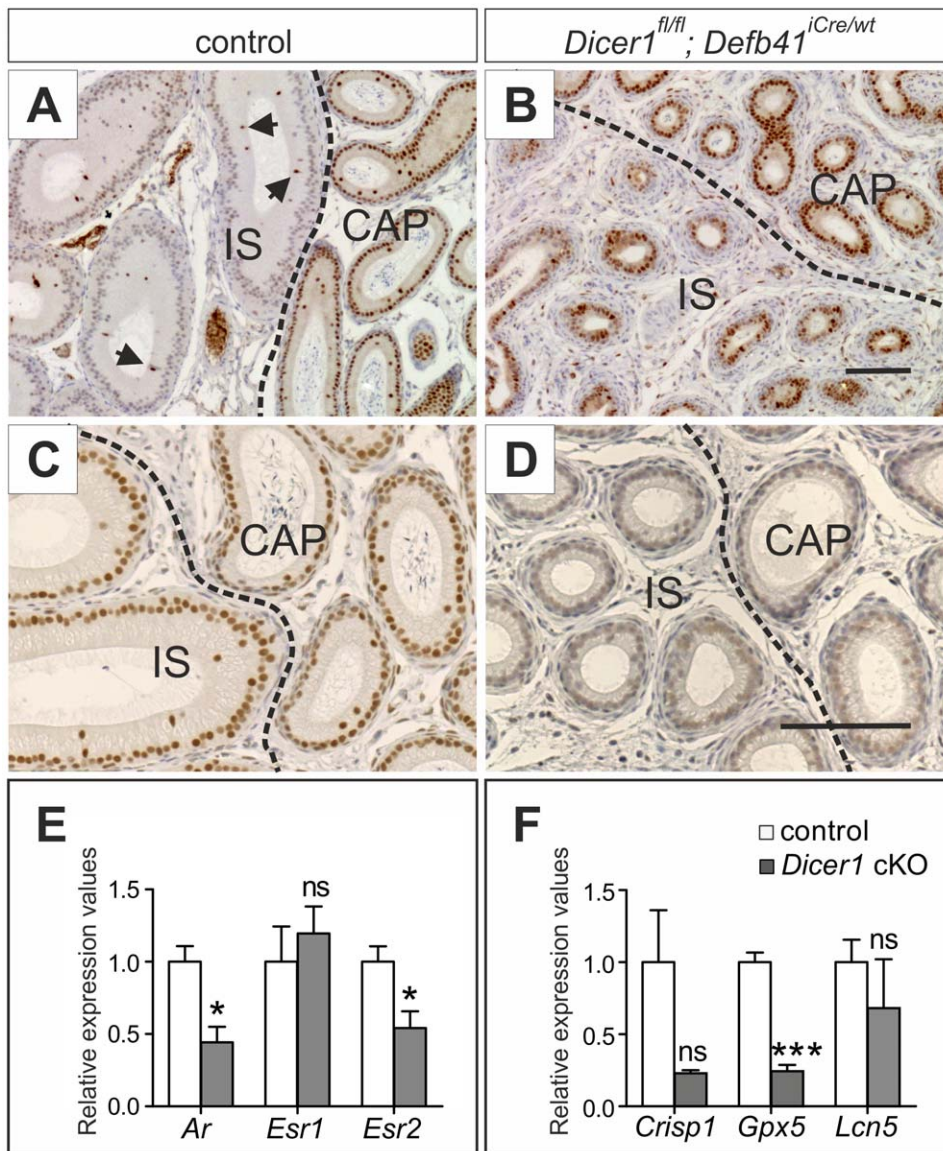 control
Dicer1fl/fl; Defb41iCre/wt
A
IS
CAP
B
CAP
IS
C
CAP
IS
D
CAP
IS
E
Relative expression values
1.5
1.0
0.5
0.0
*
ns
*
Ar
Esr1
Esr2
F
control
Dicer1 cKO
Relative expression values
1.5
1.0
0.5
0.0
ns
***
ns
Crisp1
Gpx5
Lcn5